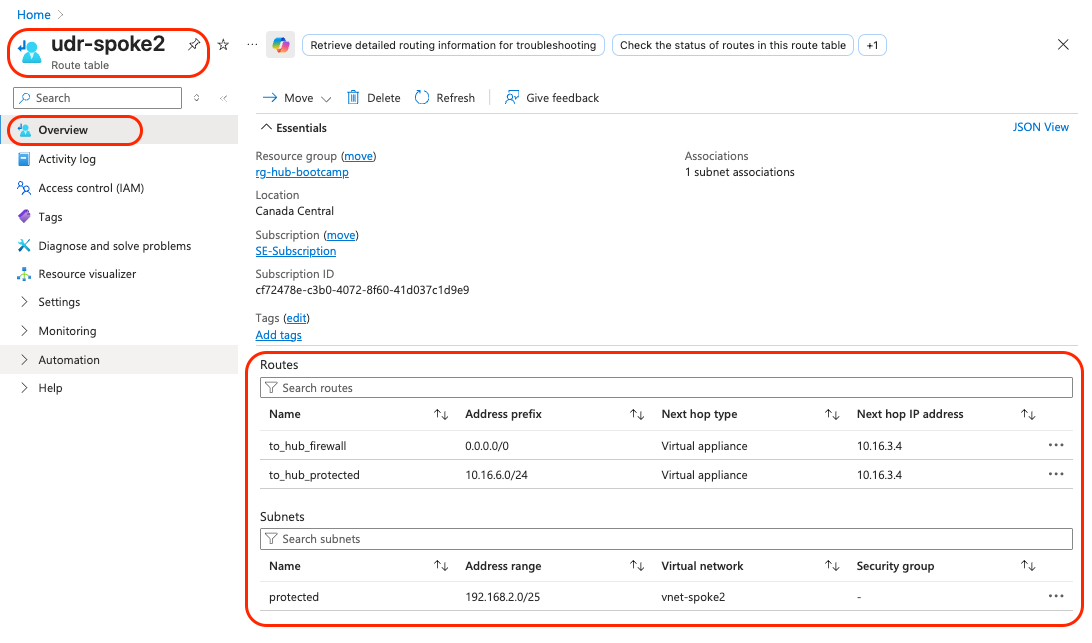 Home
udr-spoke2
Route table
Retrieve detailed routing information for troubleshooting
Check the status of routes in this route table
+1
Search
Overview
Activity log
Access control (IAM)
Tags
Diagnose and solve problems
Resource visualizer
Settings
Monitoring
Automation
Help
Move Delete Refresh Give feedback
Essentials JSON View
Resource group (move)
rg-hub-bootcamp
Location
Canada Central
Subscription (move)
SE-Subscription
Subscription ID
cf72478e-c3b0-4072-8f60-41d037c1d9e9
Tags (edit)
Add tags
Associations
1 subnet associations
Routes
Search routes
Name Address prefix Next hop type Next hop IP address
to_hub_firewall 0.0.0.0/0 Virtual appliance 10.16.3.4
to_hub_protected 10.16.6.0/24 Virtual appliance 10.16.3.4
Subnets
Search subnets
Name Address range Virtual network Security group
protected 192.168.2.0/25 vnet-spoke2 -